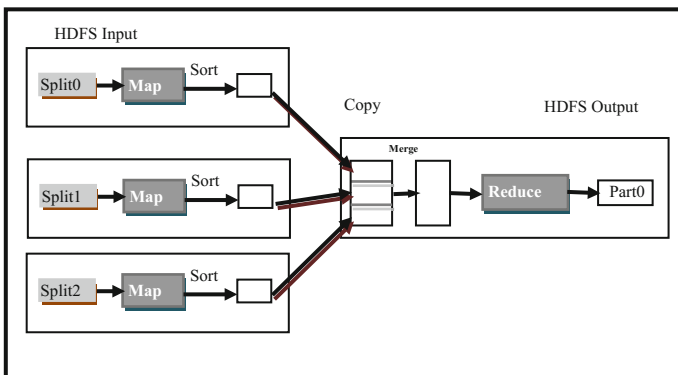 HDFS Input
Split0
Map
Sort
Copy
HDFS Output
Merge
Split1
Map
Sort
Reduce
Part0
Split2
Map
Sort